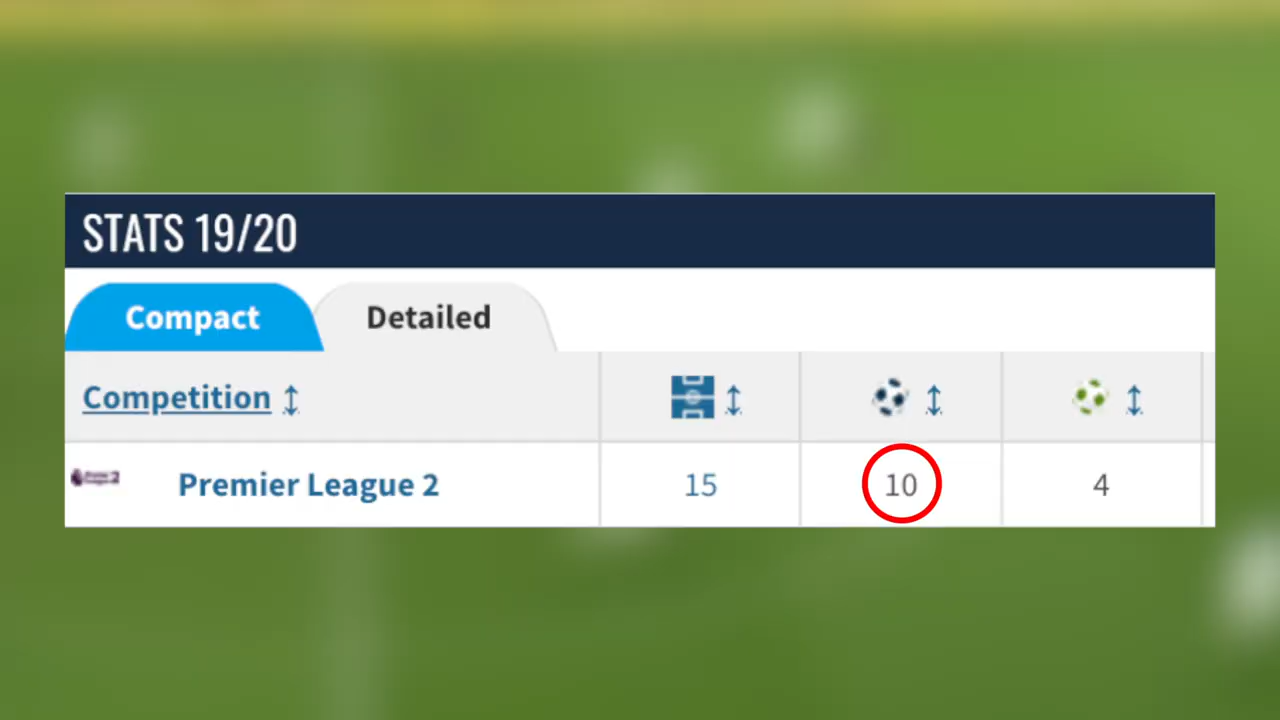 STATS 19/20
Compact Detailed
Competition ↕ ↕ ↕ ↕
Premier League 2 15 10 4